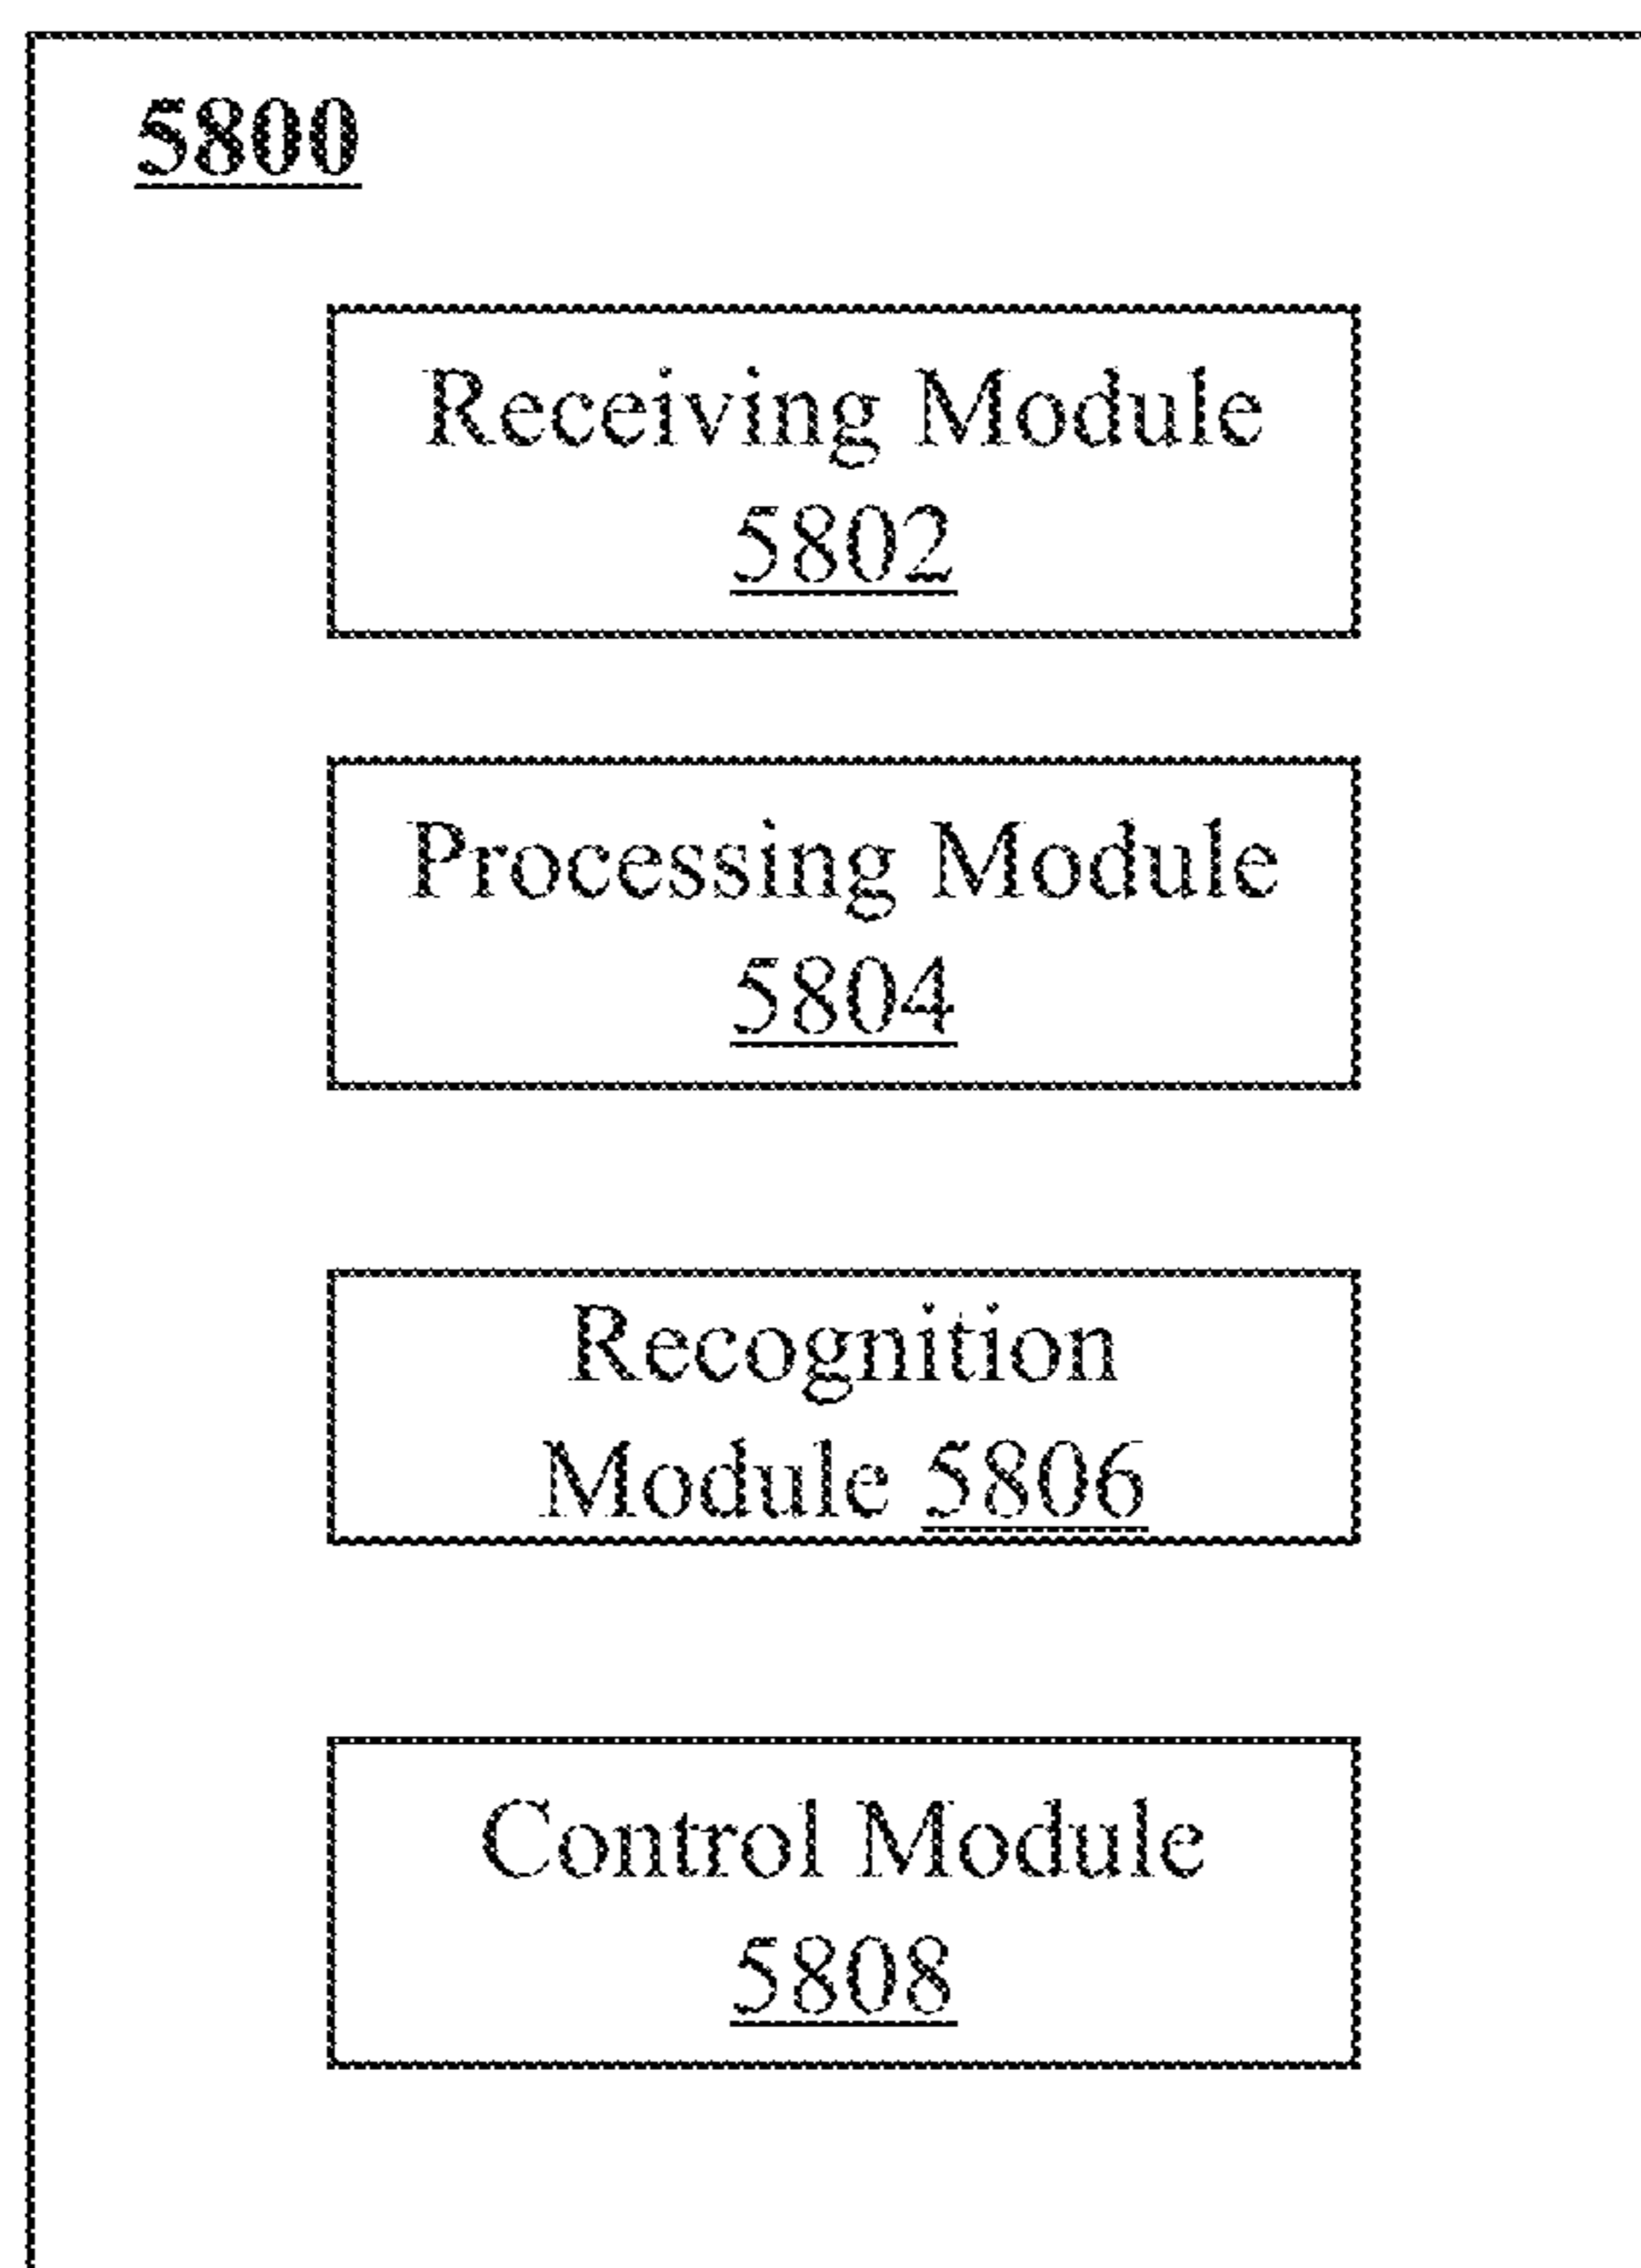 5800
Receiving Module
5802
Processing Module
5804
Recognition
Module 5806
Control Module
5808